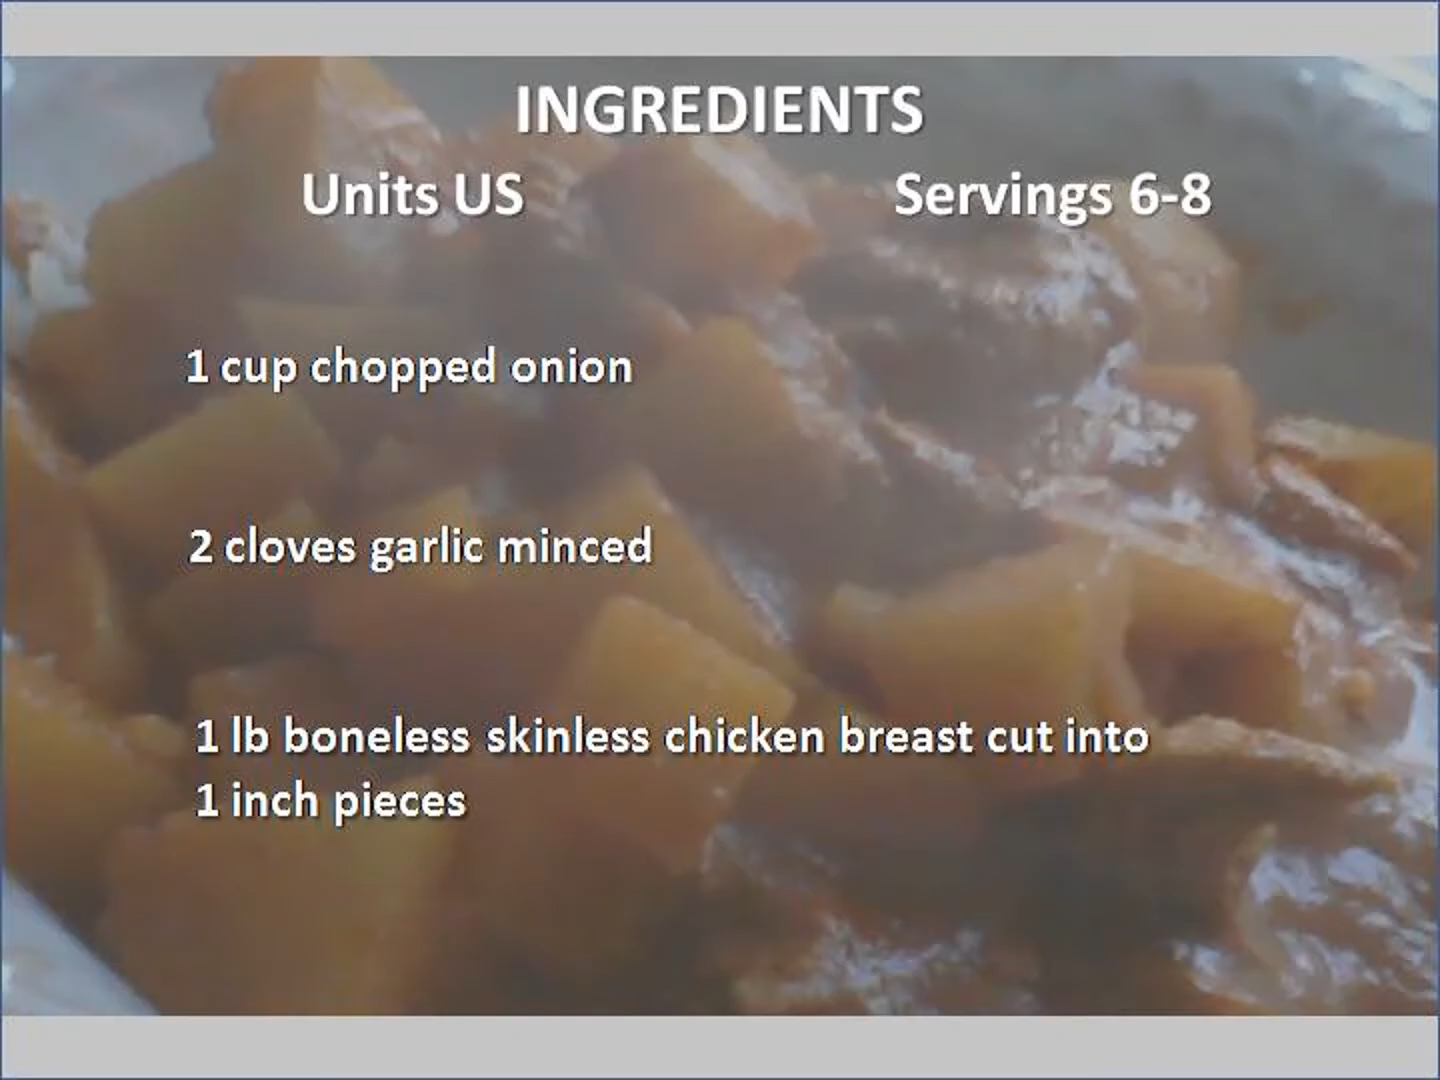 INGREDIENTS
Units US
Servings 6-8
1 cup chopped onion
2 cloves garlic minced
1 lb boneless skinless chicken breast cut into
1 inch pieces